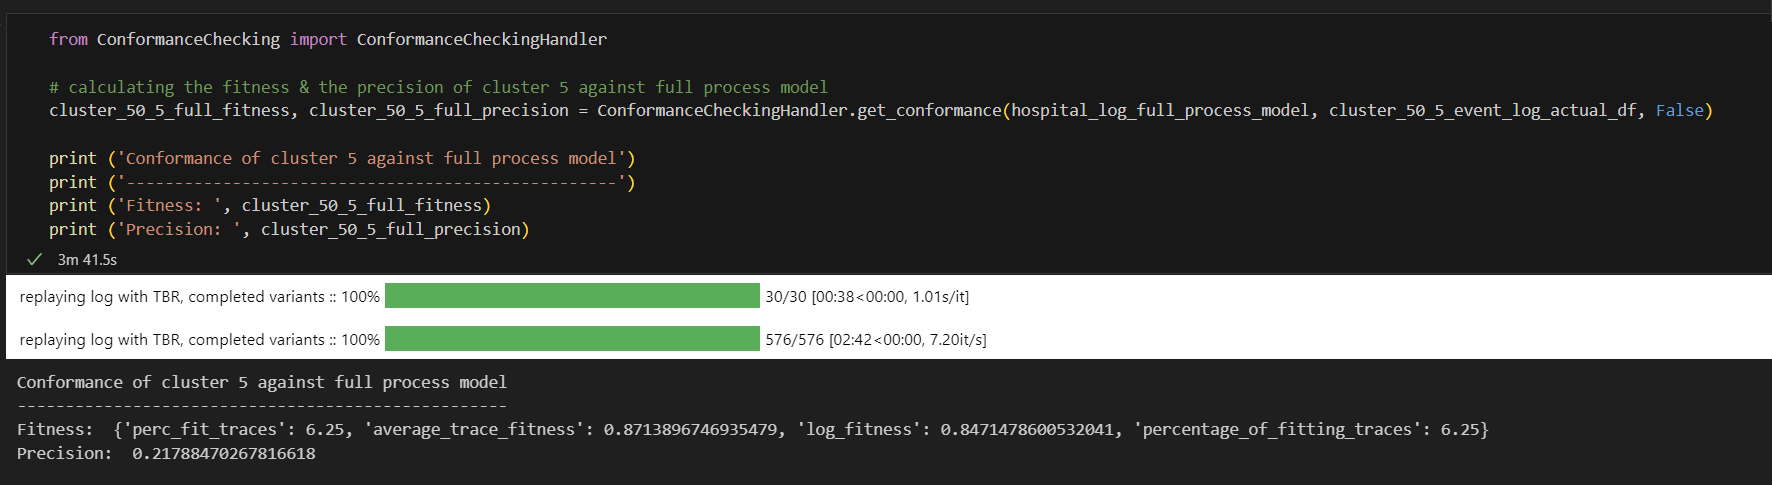 from ConformanceChecking import ConformanceCheckingHandler
# calculating the fitness & the precision of cluster 5 against full process model
cluster_50_5_full_fitness, cluster_50_5_full_precision = ConformanceCheckingHandler.get_conformance(hospital_log_full_process_model, cluster_50_5_event_log_actual_df, False)
print ('Conformance of cluster 5 against full process model')
print ('---------------------------------------------------')
print ('Fitness: ', cluster_50_5_full_fitness)
print ('Precision: ', cluster_50_5_full_precision)
3m 41.5s
replaying log with TBR, completed variants :: 100% 30/30 [00:38<00:00, 1.01s/it]
replaying log with TBR, completed variants :: 100% 576/576 [02:42<00:00, 7.20it/s]
Conformance of cluster 5 against full process model
---------------------------------------------------
Fitness:  {'perc_fit_traces': 6.25, 'average_trace_fitness': 0.8713896746935479, 'log_fitness': 0.8471478600532041, 'percentage_of_fitting_traces': 6.25}
Precision:  0.21788470267816618